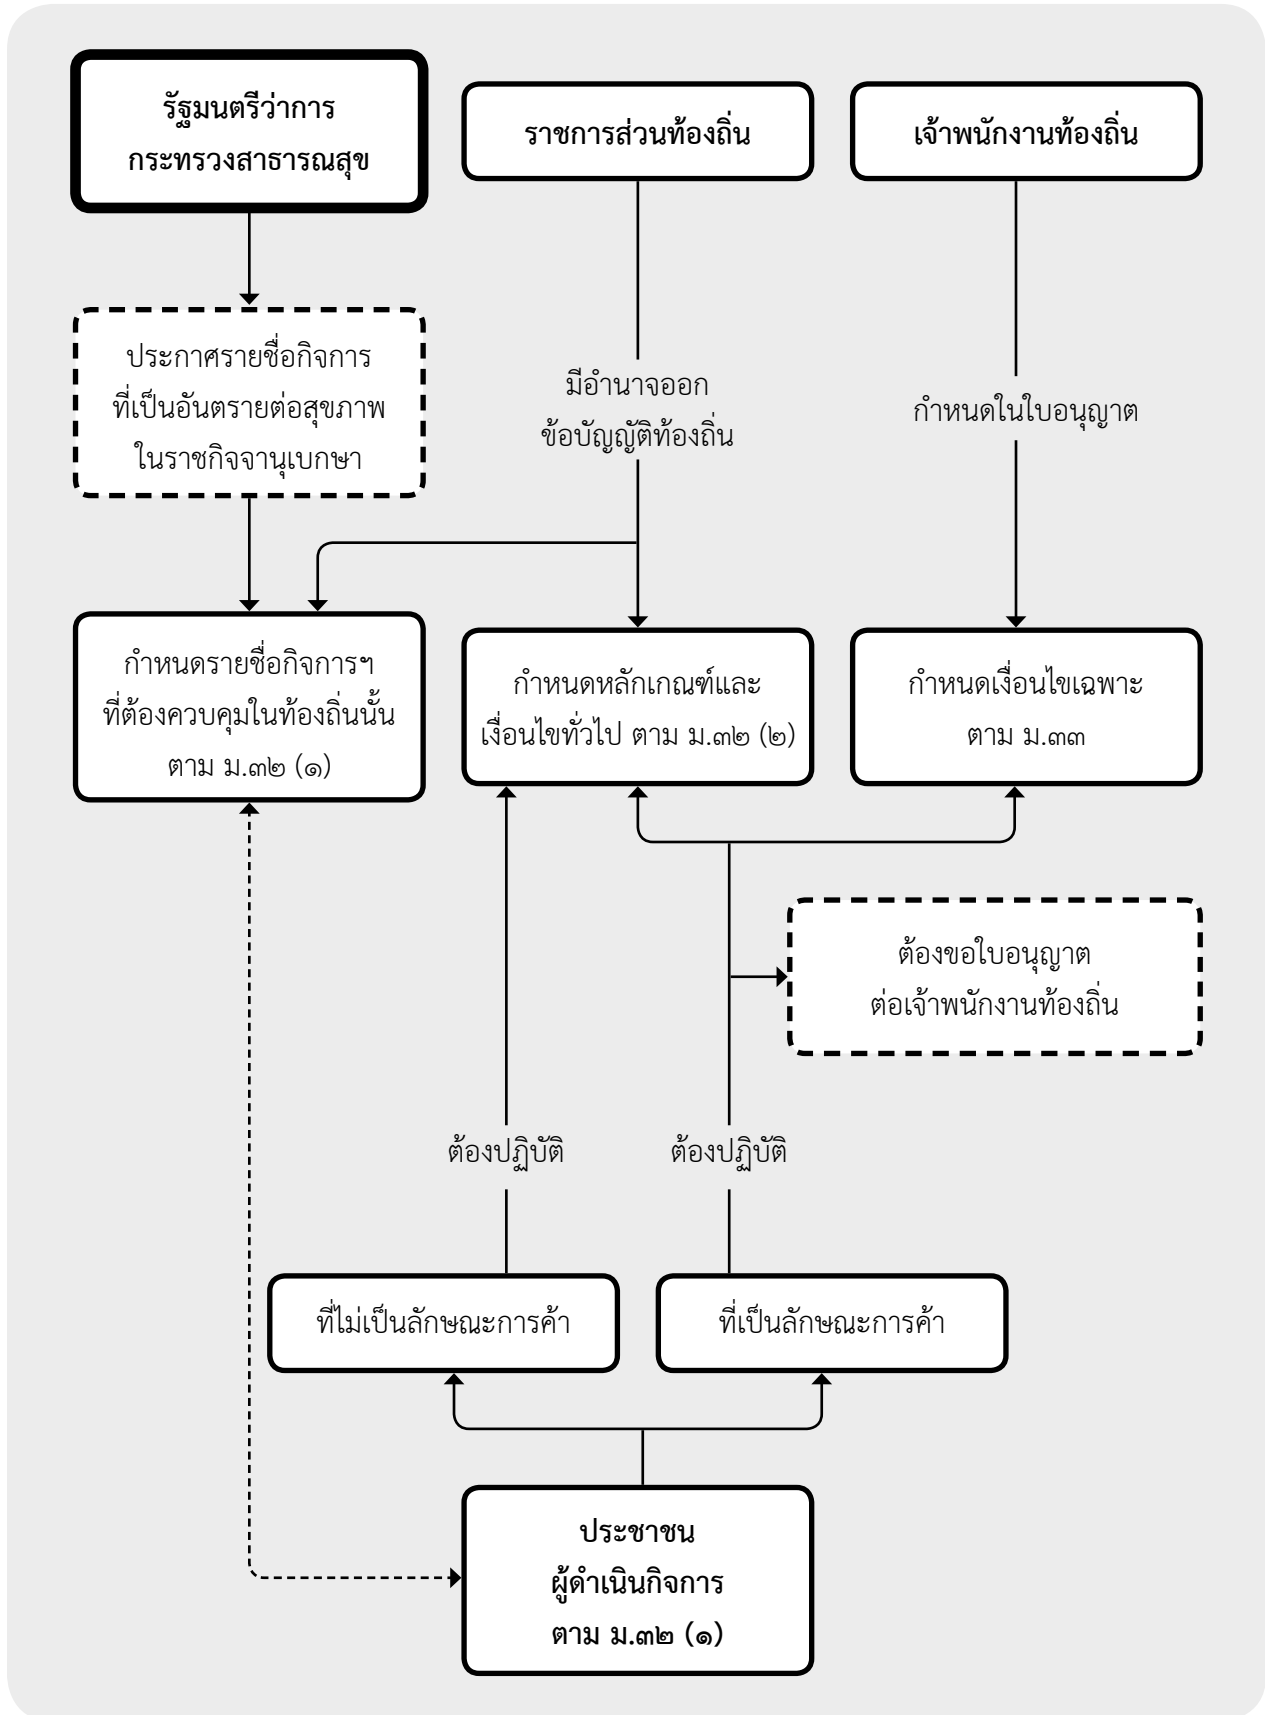 รัฐมนตรีว่าการ
กระทรวงสาธารณสุข
ราชการส่วนท้องถิ่น
เจ้าพนักงานท้องถิ่น
ประกาศรายชื่อกิจการ
ที่เป็นอันตรายต่อสุขภาพ
ในราชกิจจานุเบกษา
มีอำนาจออก
ข้อบัญญัติท้องถิ่น
กำหนดในใบอนุญาต
กำหนดรายชื่อกิจการฯ
ที่ต้องควบคุมในท้องถิ่นนั้น
ตาม ม.๓๒ (๑)
กำหนดหลักเกณฑ์และ
เงื่อนไขทั่วไป ตาม ม.๓๒ (๒)
กำหนดเงื่อนไขเฉพาะ
ตาม ม.๓๓
ต้องขอใบอนุญาต
ต่อเจ้าพนักงานท้องถิ่น
ต้องปฏิบัติ
ต้องปฏิบัติ
ที่ไม่เป็นลักษณะการค้า
ที่เป็นลักษณะการค้า
ประชาชน
ผู้ดำเนินกิจการ
ตาม ม.๓๒ (๑)